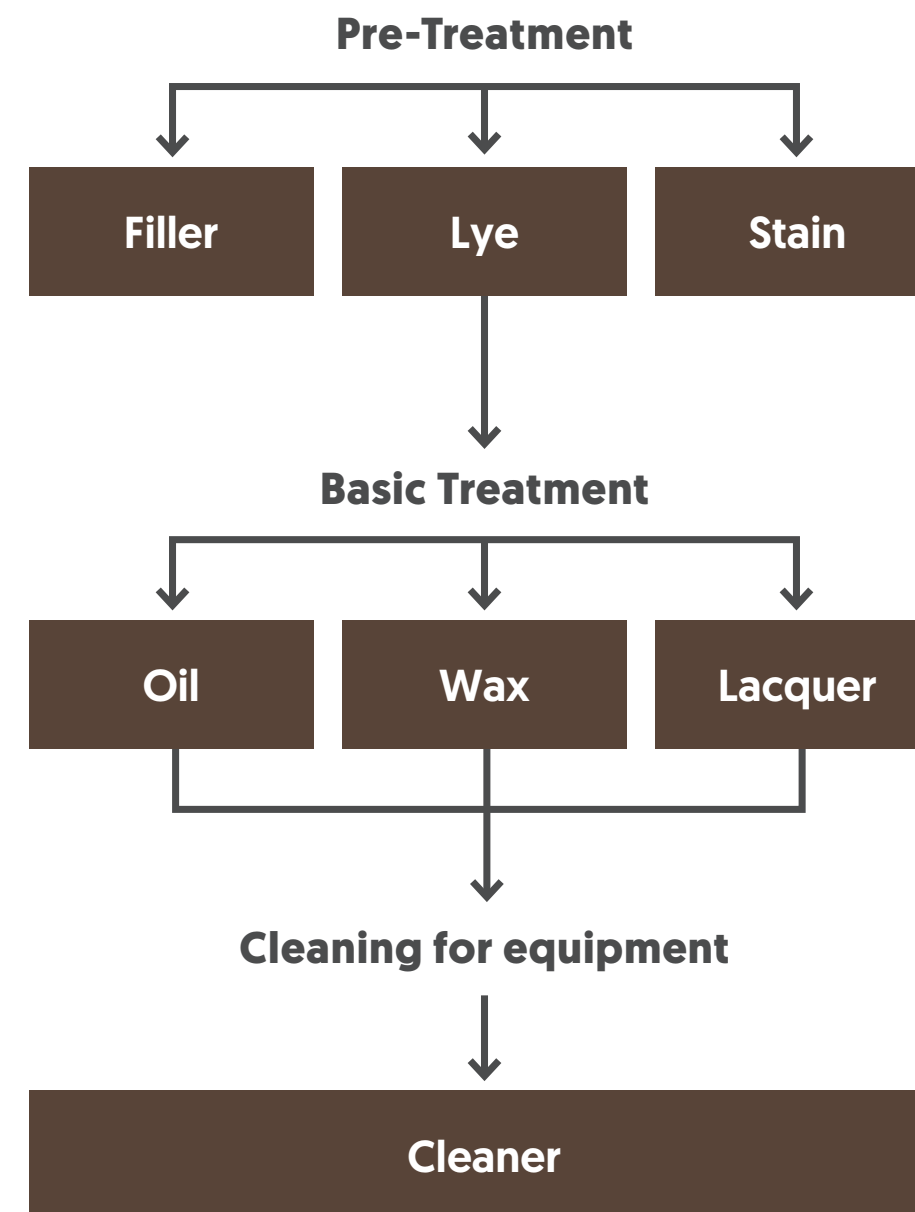 Pre-Treatment
Filler
Lye
Stain
Basic Treatment
Oil
Wax
Lacquer
Cleaning for equipment
Cleaner